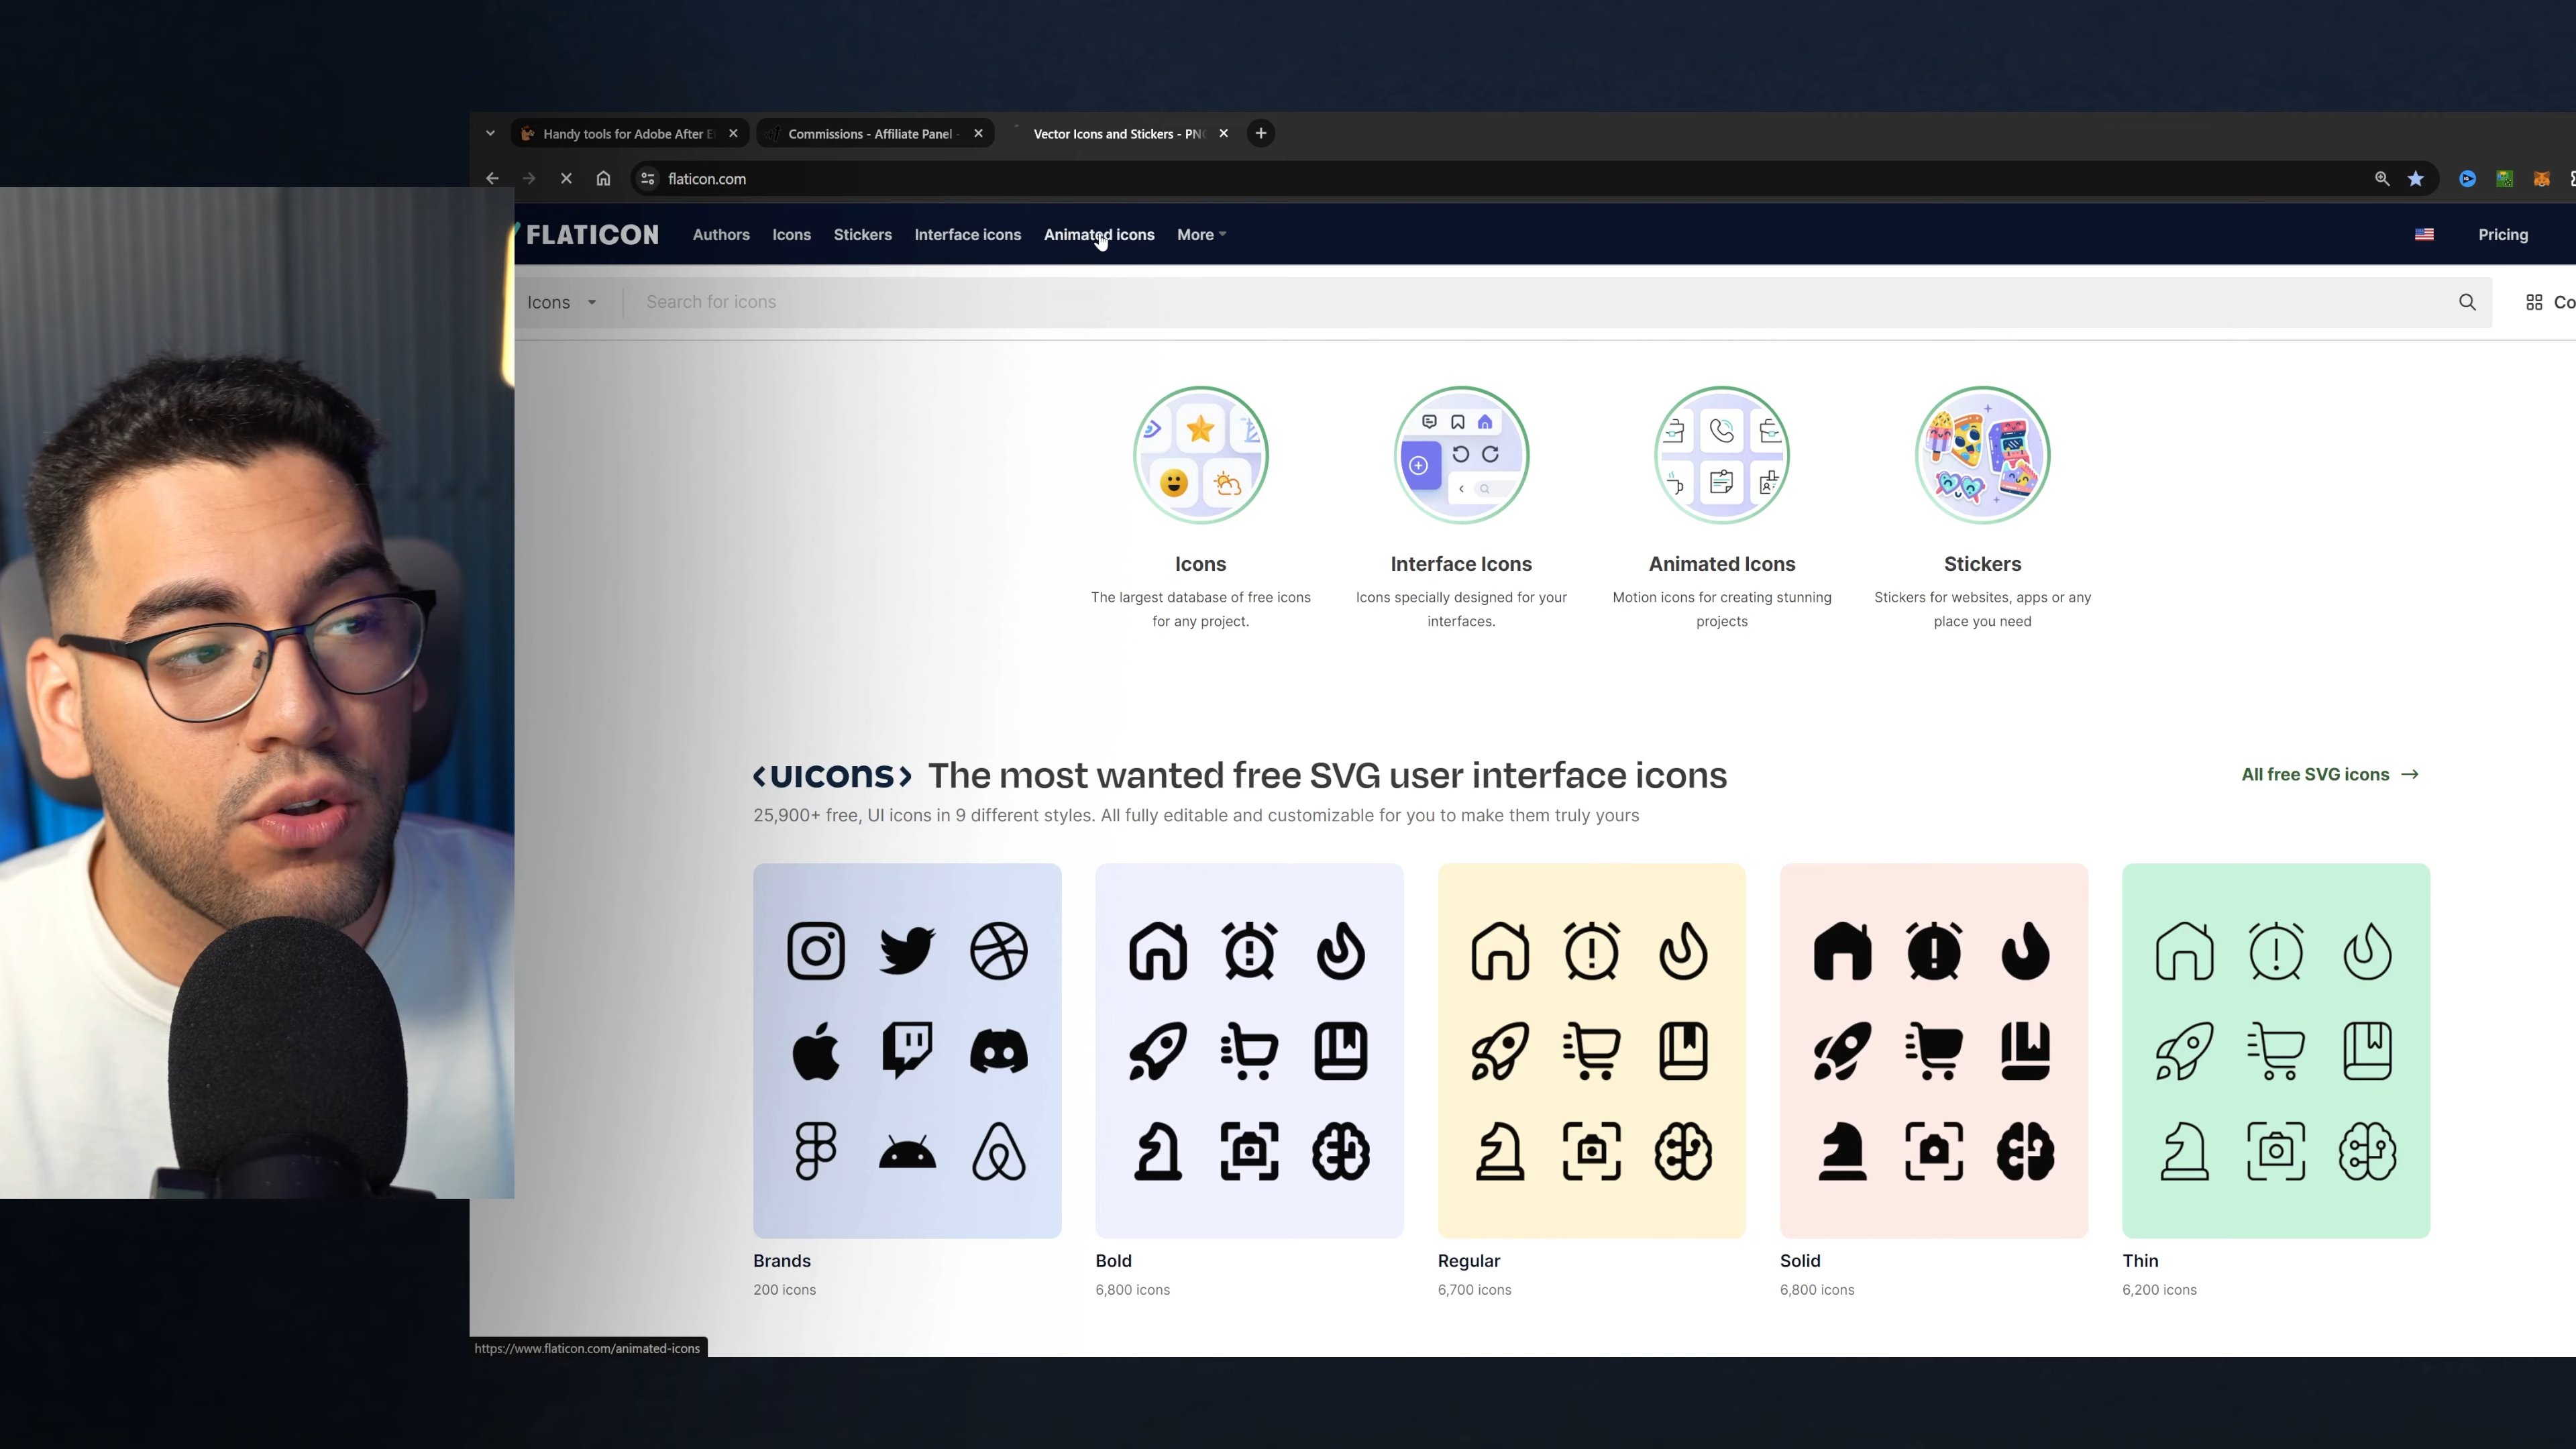 Handy tools for Adobe After E
Commissions - Affiliate Panel -
Vector Icons and Stickers - PN
flaticon.com
FLATICON
Authors
Icons
Stickers
Interface icons
Animated icons
More
Pricing
Icons
Search for icons
Co
Icons
The largest database of free icons
for any project.
Interface Icons
Icons specially designed for your
interfaces.
Animated Icons
Motion icons for creating stunning
projects
Stickers
Stickers for websites, apps or any
place you need
<UICONS> The most wanted free SVG user interface icons
All free SVG icons →
25,900+ free, UI icons in 9 different styles. All fully editable and customizable for you to make them truly yours
Brands
200 icons
Bold
6,800 icons
Regular
6,700 icons
Solid
6,800 icons
Thin
6,200 icons
https://www.flaticon.com/animated-icons